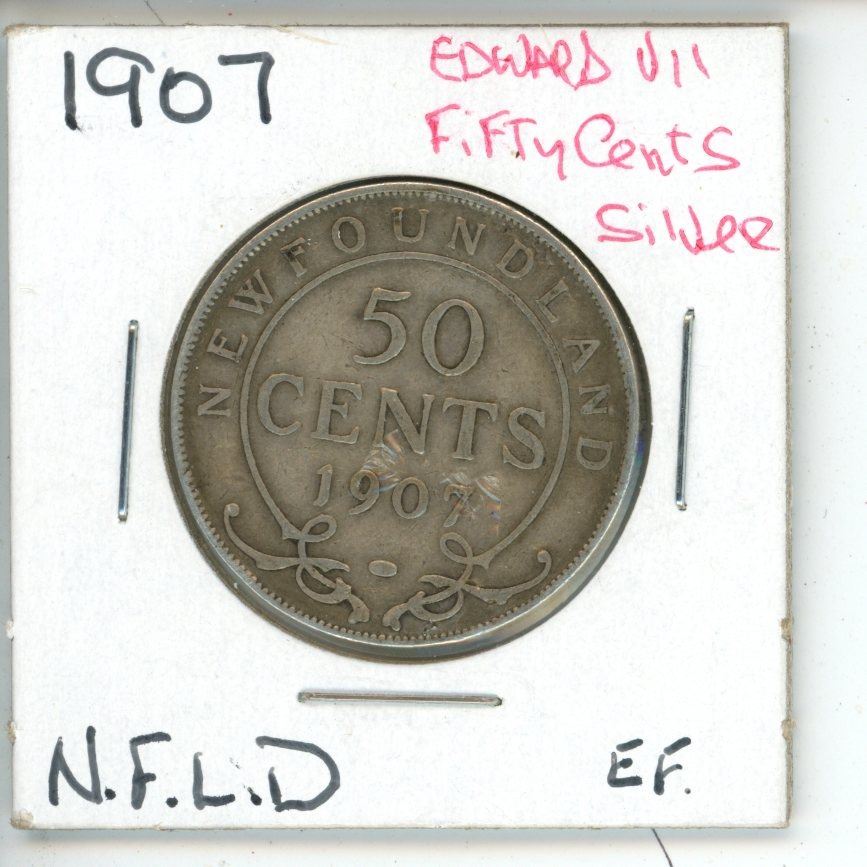 1907
EDWARD VII
FiFTy Cents
Silver
NEWFOUNDLAND
50
CENTS
1907
N.F.L.D
EF.